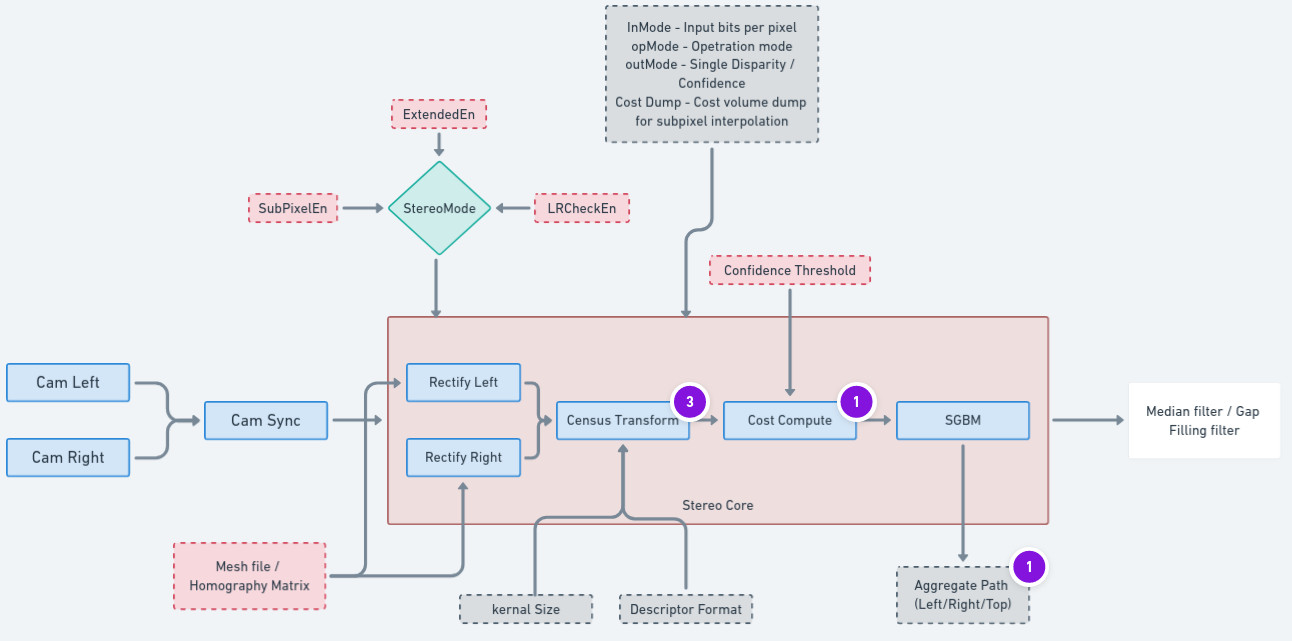 InMode - Input bits per pixel
opMode - Opetration mode
outMode - Single Disparity /
Confidence
Cost Dump - Cost volume dump
for subpixel interpolation
ExtendedEn
SubPixelEn
StereoMode
LRCheckEn
Confidence Threshold
Cam Left
Cam Right
Cam Sync
Rectify Left
Rectify Right
Census Transform
3
Cost Compute
1
SGBM
Median filter / Gap
Filling filter
Stereo Core
Mesh file /
Homography Matrix
kernal Size
Descriptor Format
Aggregate Path
(Left/Right/Top)
1